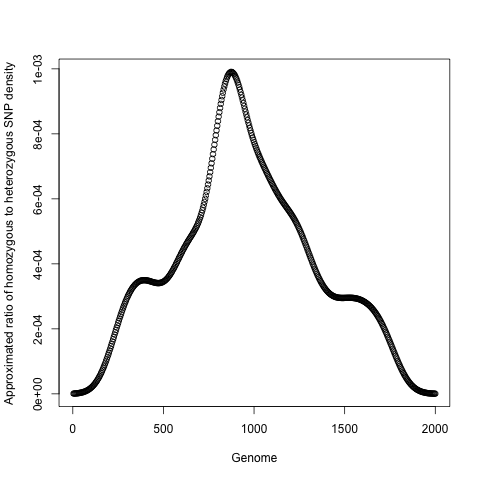 Approximated ratio of homozygous to heterozygous SNP density
1e-03
8e-04
6e-04
4e-04
2e-04
0e+00
0 500 1000 1500 2000
Genome